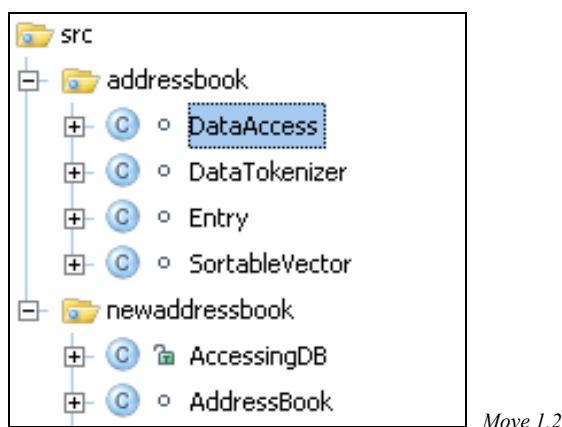 src
addressbook
C DataAccess
C DataTokenizer
C Entry
C SortableVector
newaddressbook
C AccessingDB
C AddressBook
Move 1.2